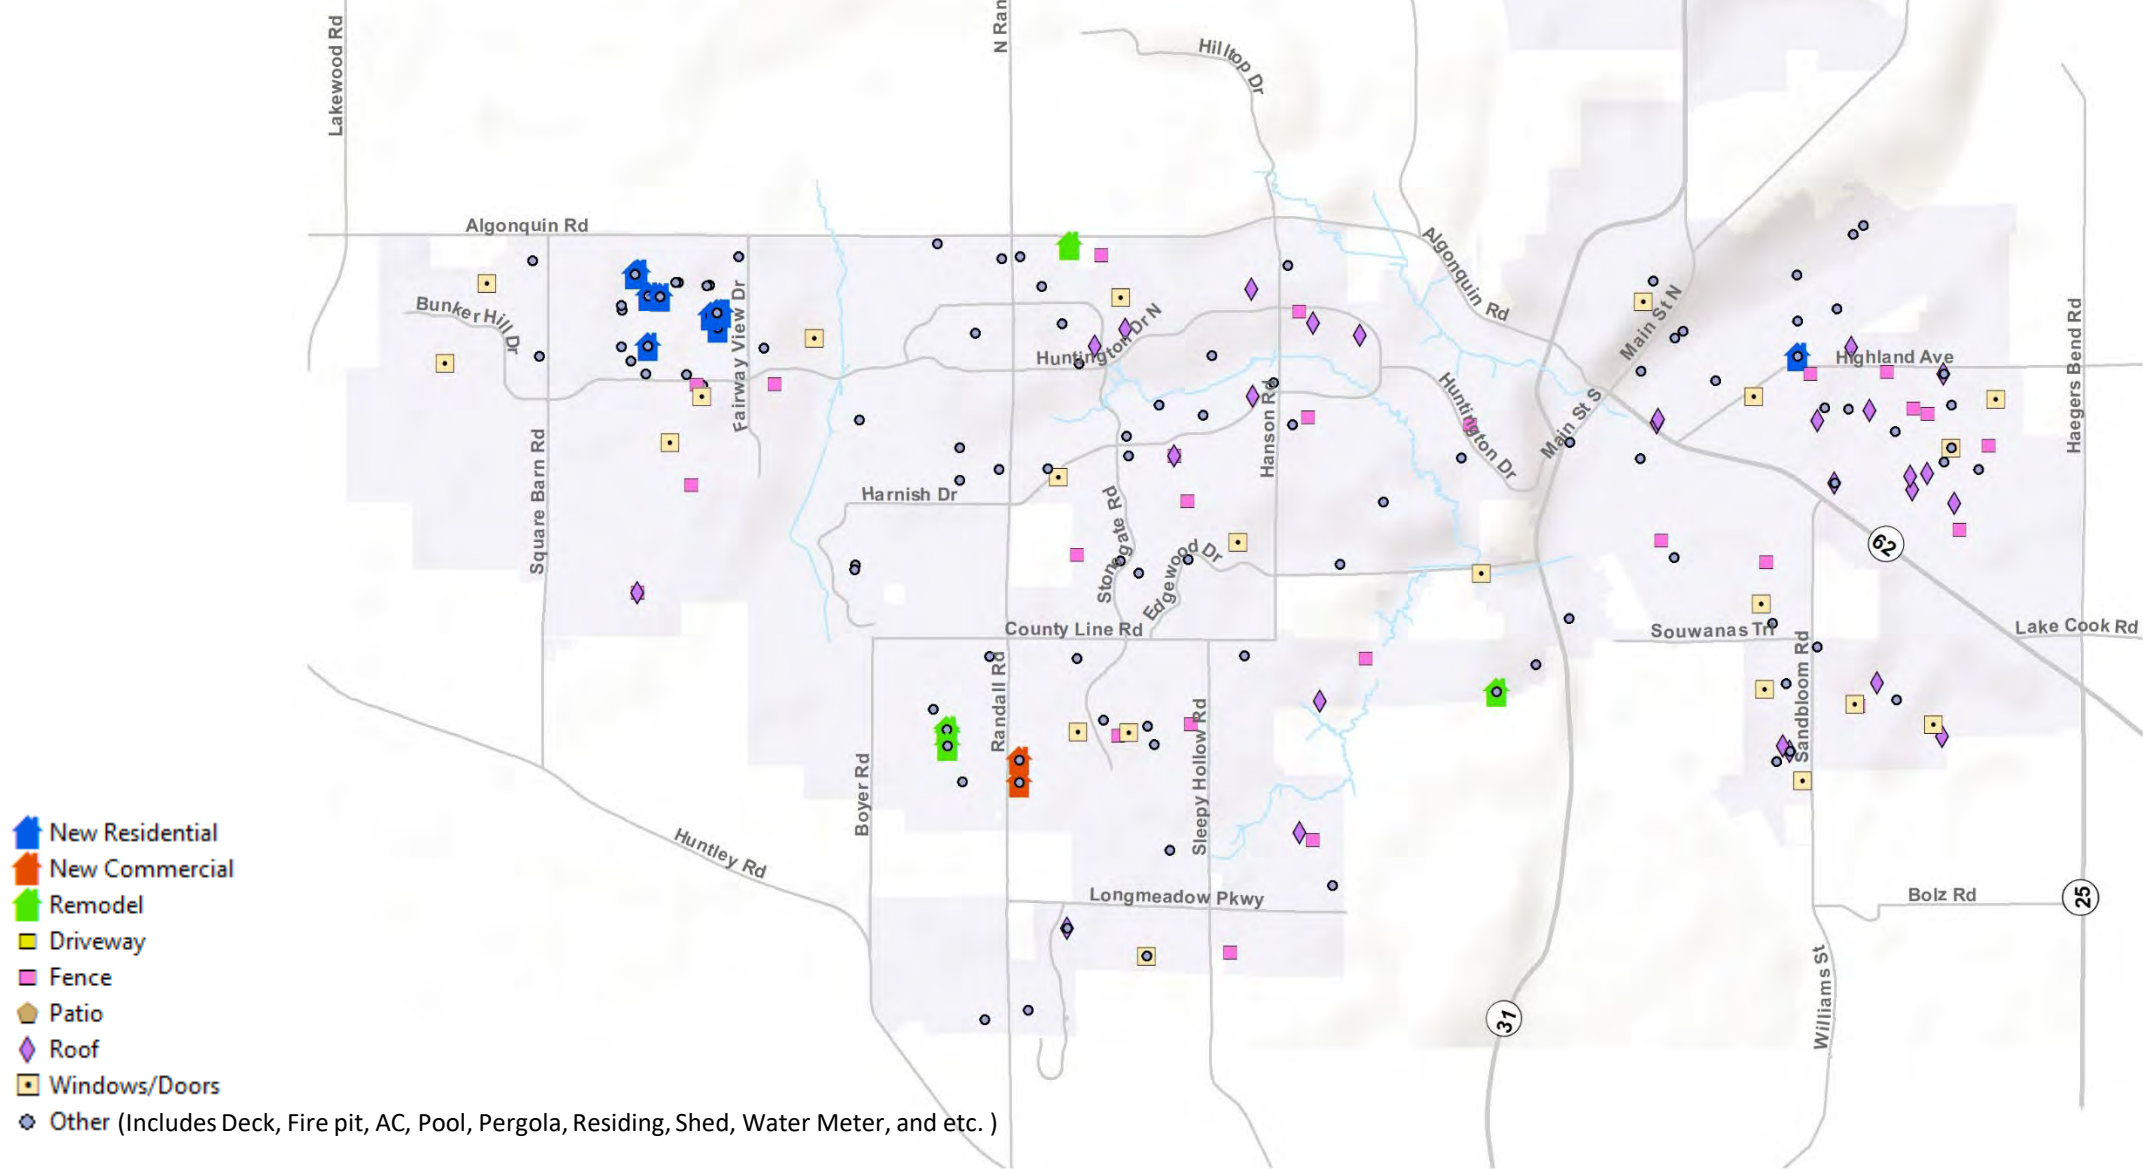 Lakewood Rd
N Ran
Hilltop Dr
Algonquin Rd
Algonquin Rd
Bunker Hill Dr
Fairway View Dr
Huntington Dr N
Main St N
Highland Ave
Haegers Bend Rd
Huntington Dr
Main St S
Hanson Rd
Square Barn Rd
Harnish Dr
Stonegate Rd
Edgewood Dr
62
County Line Rd
Souwanas Trl
Lake Cook Rd
Randall Rd
Sandbloom Rd
Boyer Rd
Sleepy Hollow Rd
Huntley Rd
Longmeadow Pkwy
Bolz Rd
25
Williams St
31
New Residential
New Commercial
Remodel
Driveway
Fence
Patio
Roof
Windows/Doors
Other (Includes Deck, Fire pit, AC, Pool, Pergola, Residing, Shed, Water Meter, and etc. )